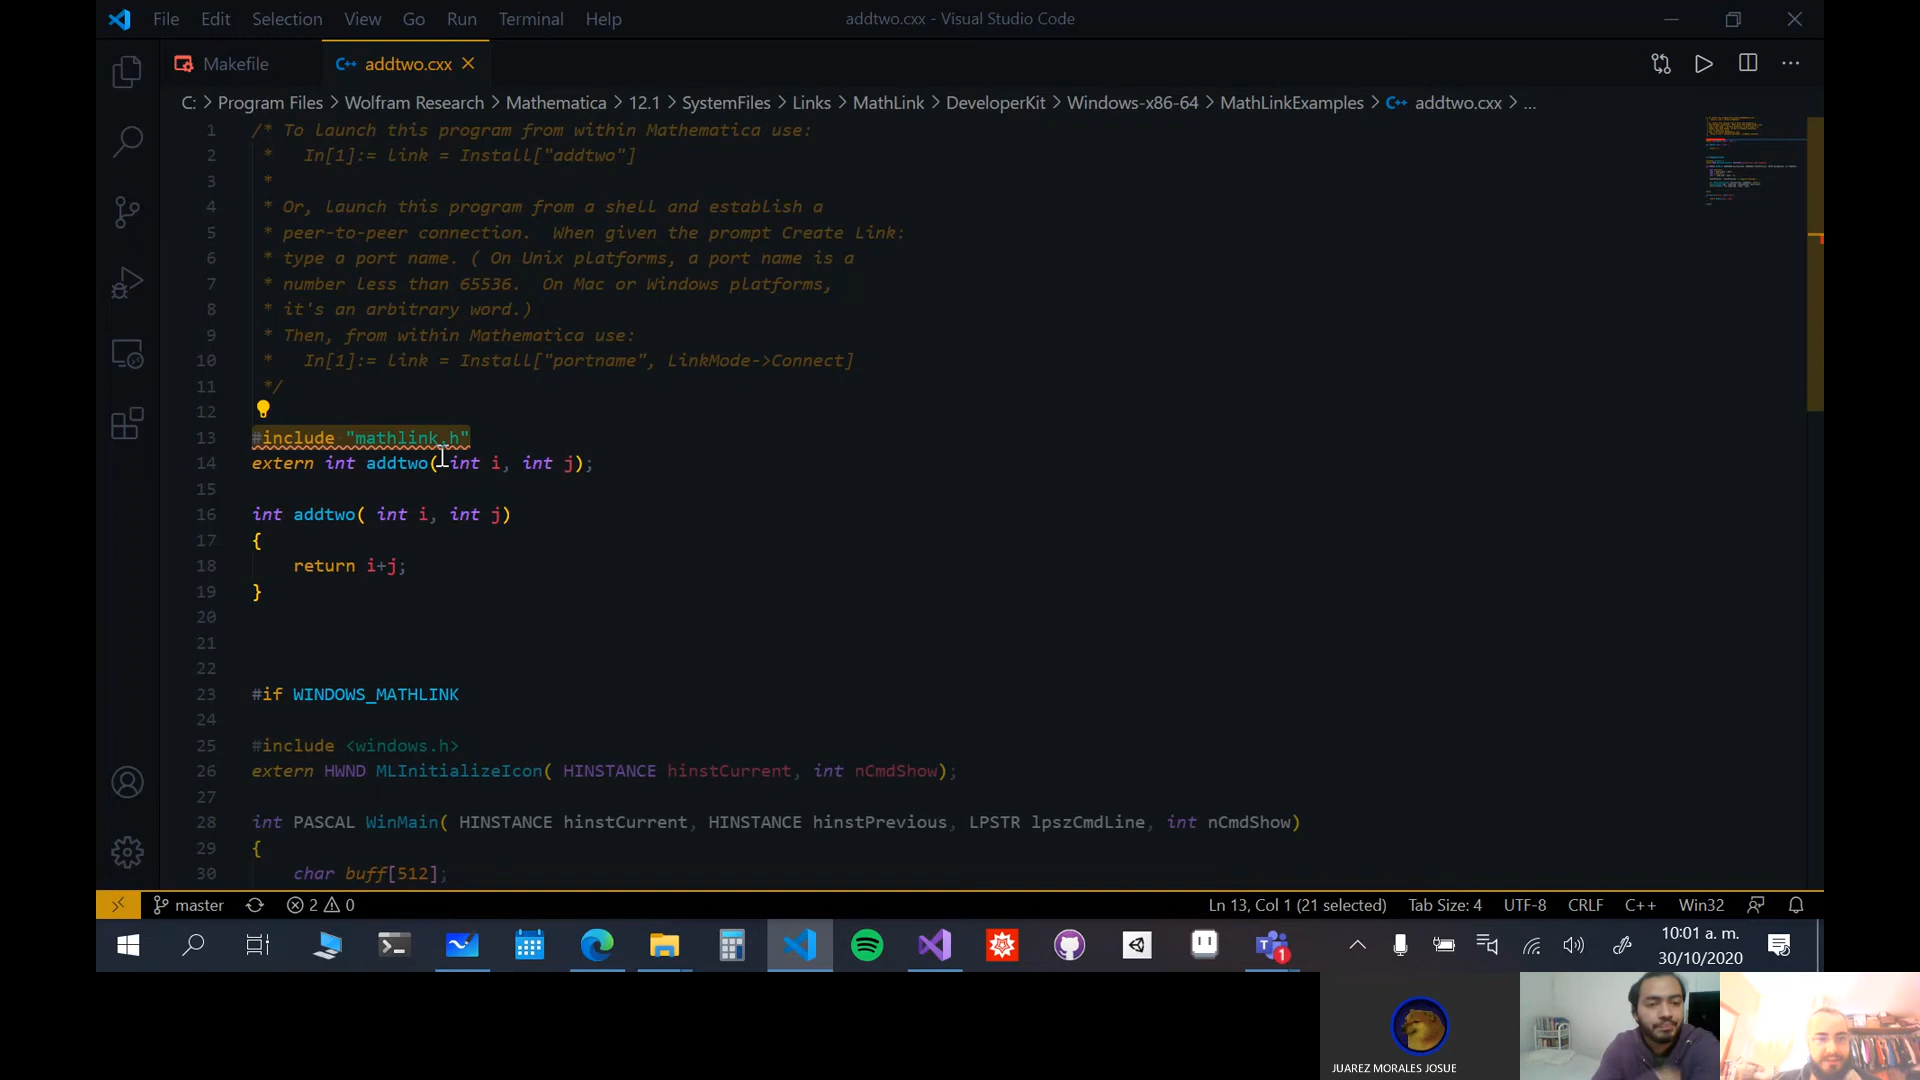 File Edit Selection View Go Run Terminal Help
addtwo.cxx - Visual Studio Code
Makefile
C++ addtwo.cxx
C: > Program Files > Wolfram Research > Mathematica > 12.1 > SystemFiles > Links > MathLink > DeveloperKit > Windows-x86-64 > MathLinkExamples > C++ addtwo.cxx > ...
1 /* To launch this program from within Mathematica use:
2 * In[1]:= link = Install["addtwo"]
3 *
4 * Or, launch this program from a shell and establish a
5 * peer-to-peer connection. When given the prompt Create Link:
6 * type a port name. ( On Unix platforms, a port name is a
7 * number less than 65536. On Mac or Windows platforms,
8 * it's an arbitrary word.)
9 * Then, from within Mathematica use:
10 * In[1]:= link = Install["portname", LinkMode->Connect]
11 */
12
13 #include "mathlink.h"
14 extern int addtwo( int i, int j);
15
16 int addtwo( int i, int j)
17 {
18 return i+j;
19 }
20
21
22
23 #if WINDOWS_MATHLINK
24
25 #include <windows.h>
26 extern HWND MLInitializeIcon( HINSTANCE hinstCurrent, int nCmdShow);
27
28 int PASCAL WinMain( HINSTANCE hinstCurrent, HINSTANCE hinstPrevious, LPSTR lpszCmdLine, int nCmdShow)
29 {
30 char buff[512];
master 2 0
Ln 13, Col 1 (21 selected) Tab Size: 4 UTF-8 CRLF C++ Win32
1
10:01 a. m.
30/10/2020
JUAREZ MORALES JOSUE